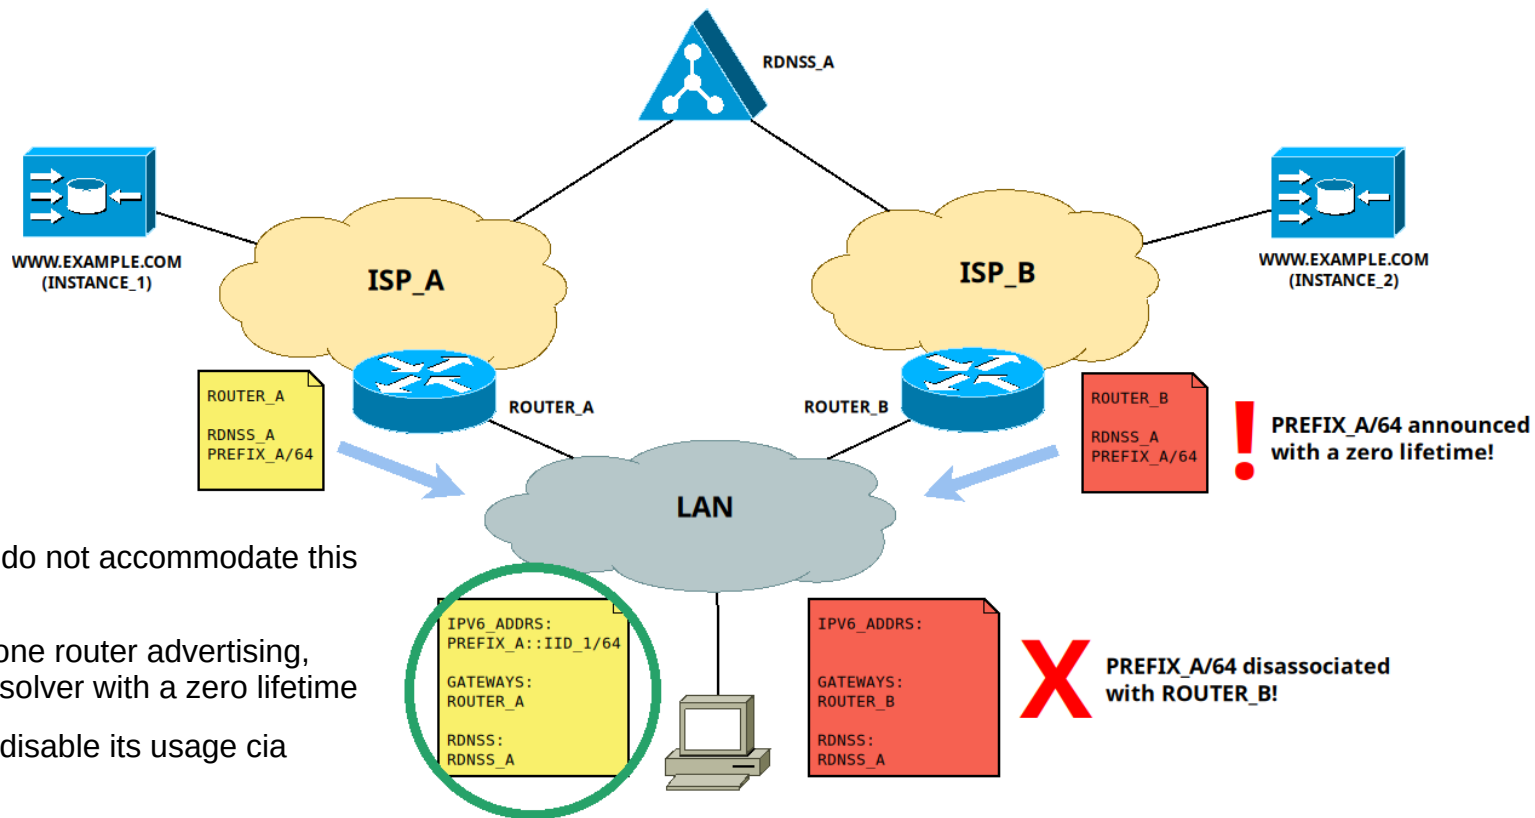 RDNSS_A
WWW.EXAMPLE.COM
(INSTANCE_1)
ISP_A
ISP_B
WWW.EXAMPLE.COM
(INSTANCE_2)
ROUTER_A
RDNSS_A
PREFIX_A/64
ROUTER_A
ROUTER_B
ROUTER_B
RDNSS_A
PREFIX_A/64
!
PREFIX_A/64 announced
with a zero lifetime!
LAN
do not accommodate this
one router advertising,
solver with a zero lifetime
disable its usage cia
IPV6_ADDRS:
PREFIX_A::IID_1/64
GATEWAYS:
ROUTER_A
RDNSS:
RDNSS_A
IPV6_ADDRS:
GATEWAYS:
ROUTER_B
RDNSS:
RDNSS_A
X
PREFIX_A/64 disassociated
with ROUTER_B!